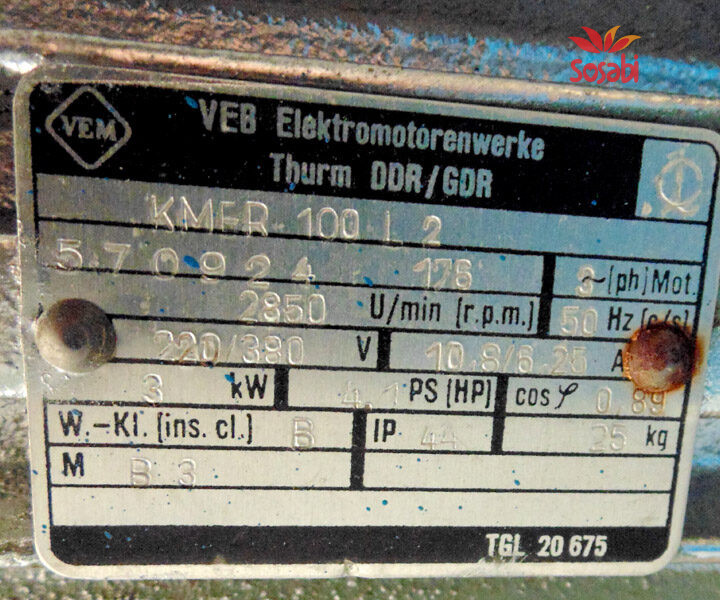 Sosabi
VEM
VEB Elektromotorenwerke
Thurm DDR/GDR
KMER 100 L 2
570924 176 3~(ph) Mot.
2850 U/min (r.p.m.) 50 Hz (c/s)
220/380 V 10.8/6.25 A
3 kW 4,1 PS (HP) cosφ 0,89
W.-Kl. (ins. cl.) B IP 44 25 kg
M B 3
TGL 20 675